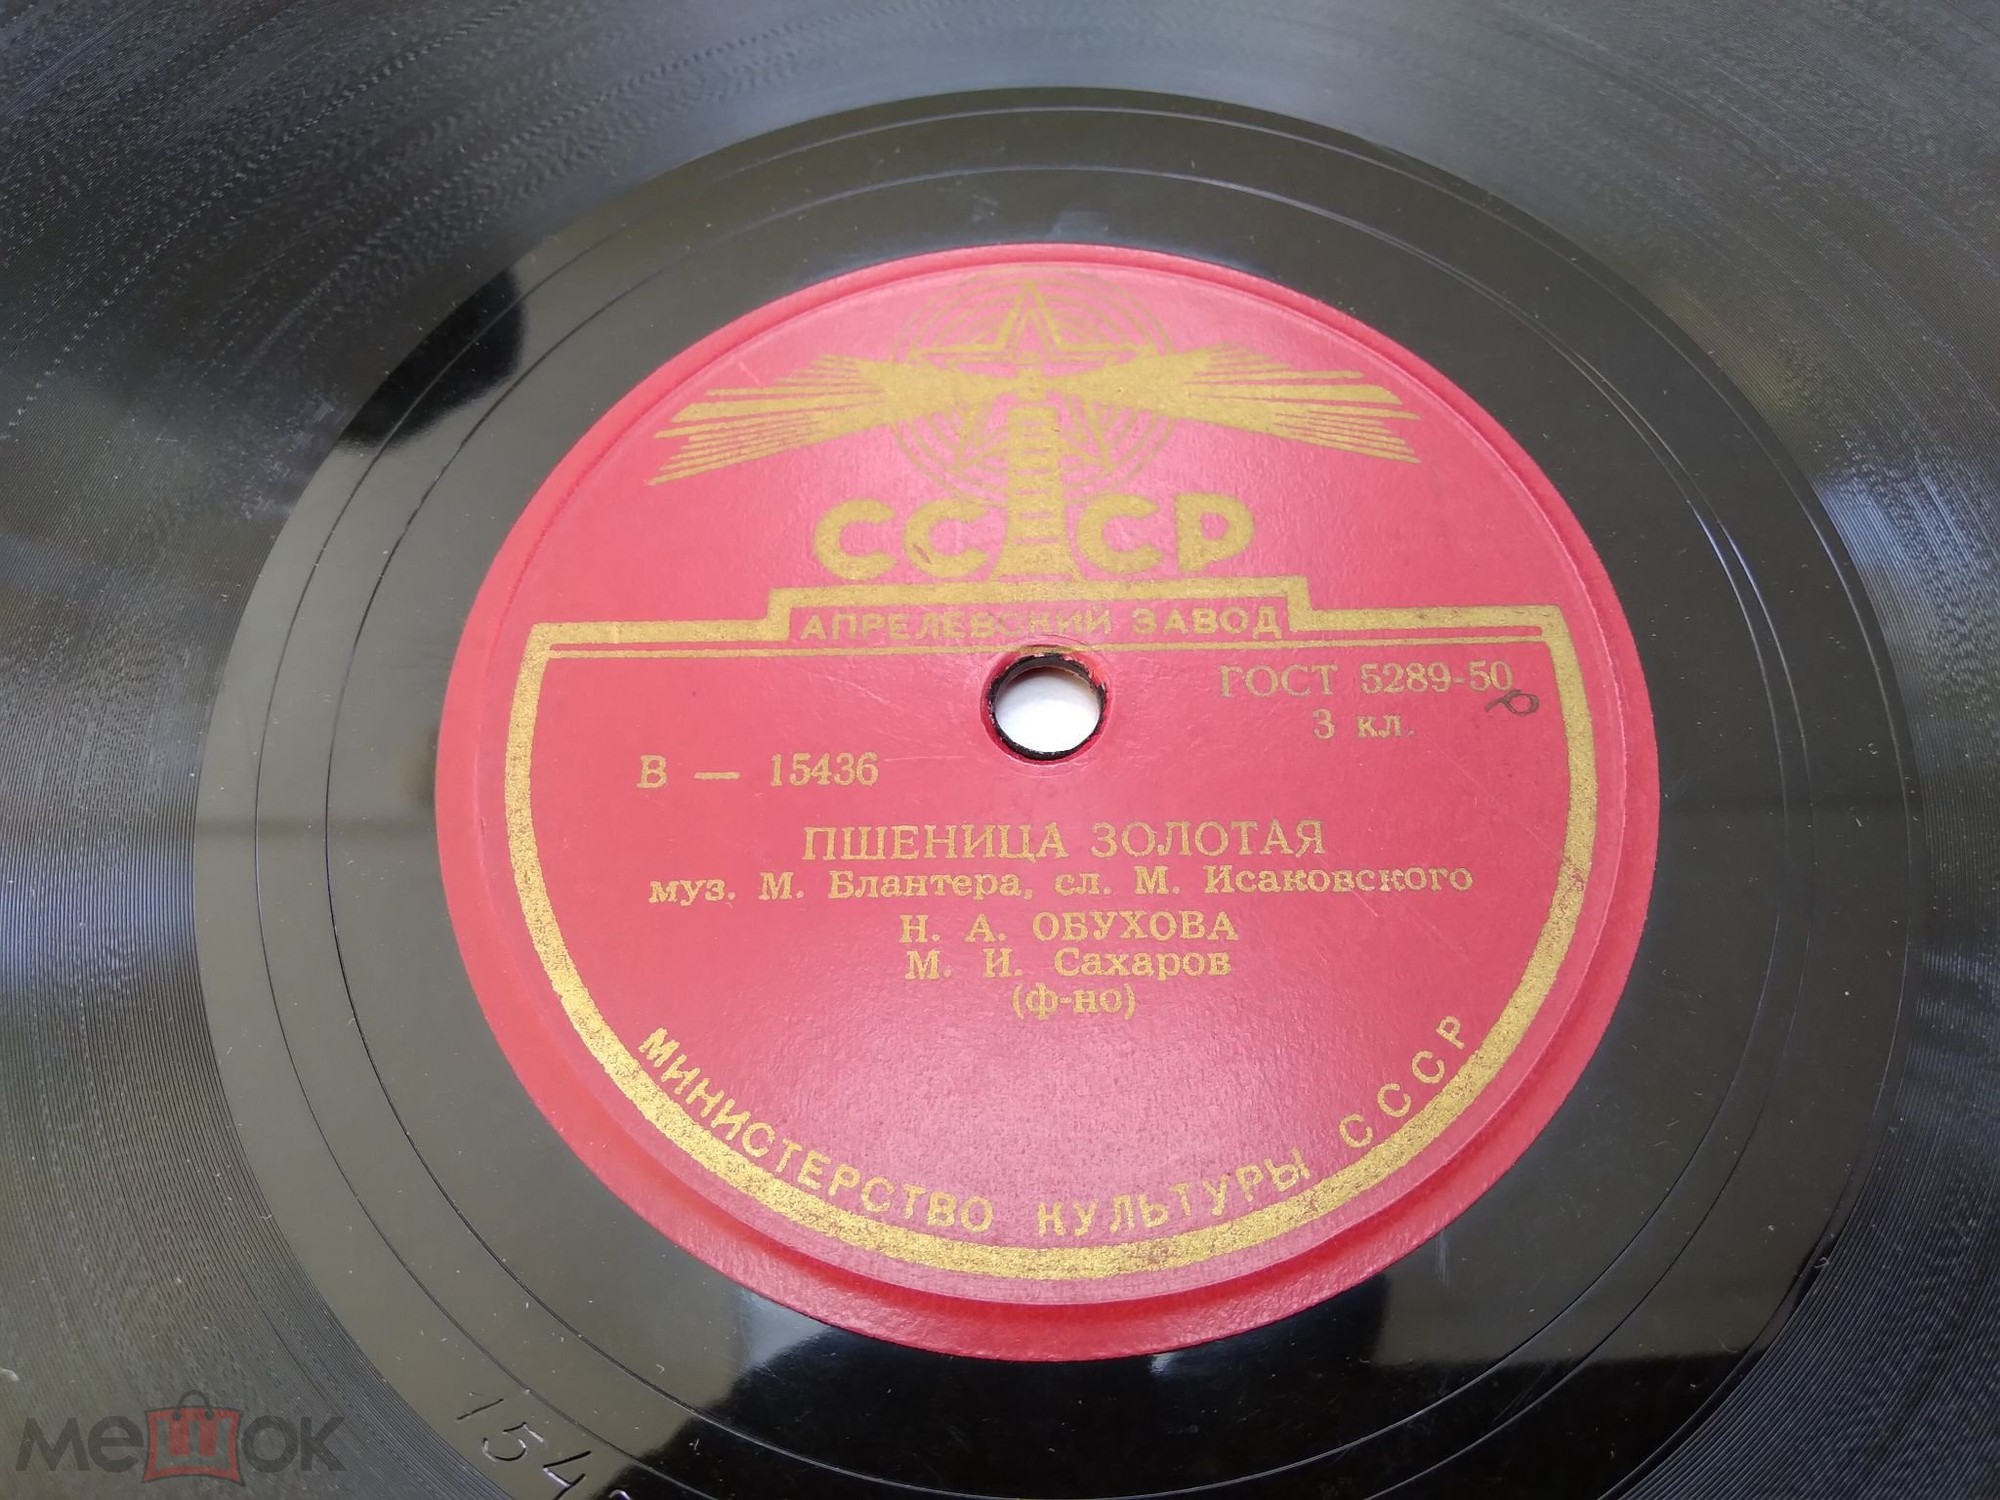 СССР
АПРЕЛЕВСКИЙ ЗАВОД
ГОСТ 5289-50
3 кл.
В — 15436
ПШЕНИЦА ЗОЛОТАЯ
муз. М. Блантера, сл. М. Исаковского
Н. А. ОБУХОВА
М. И. Сахаров
(ф-но)
МИНИСТЕРСТВО КУЛЬТУРЫ СССР
мешок